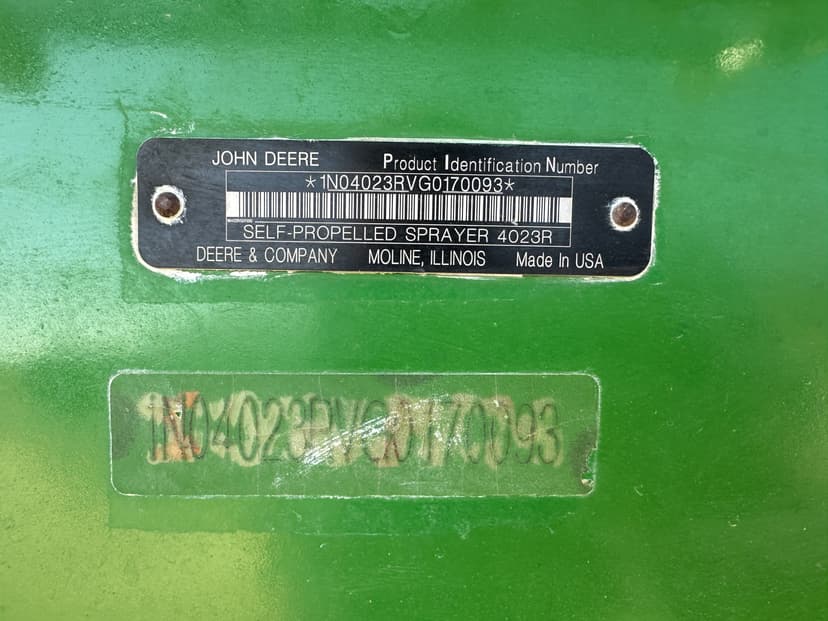 JOHN DEERE Product Identification Number
*1N04023RVG0170093*
SELF-PROPELLED SPRAYER 4023R
DEERE & COMPANY MOLINE, ILLINOIS Made In USA
1N04023RVG0170093